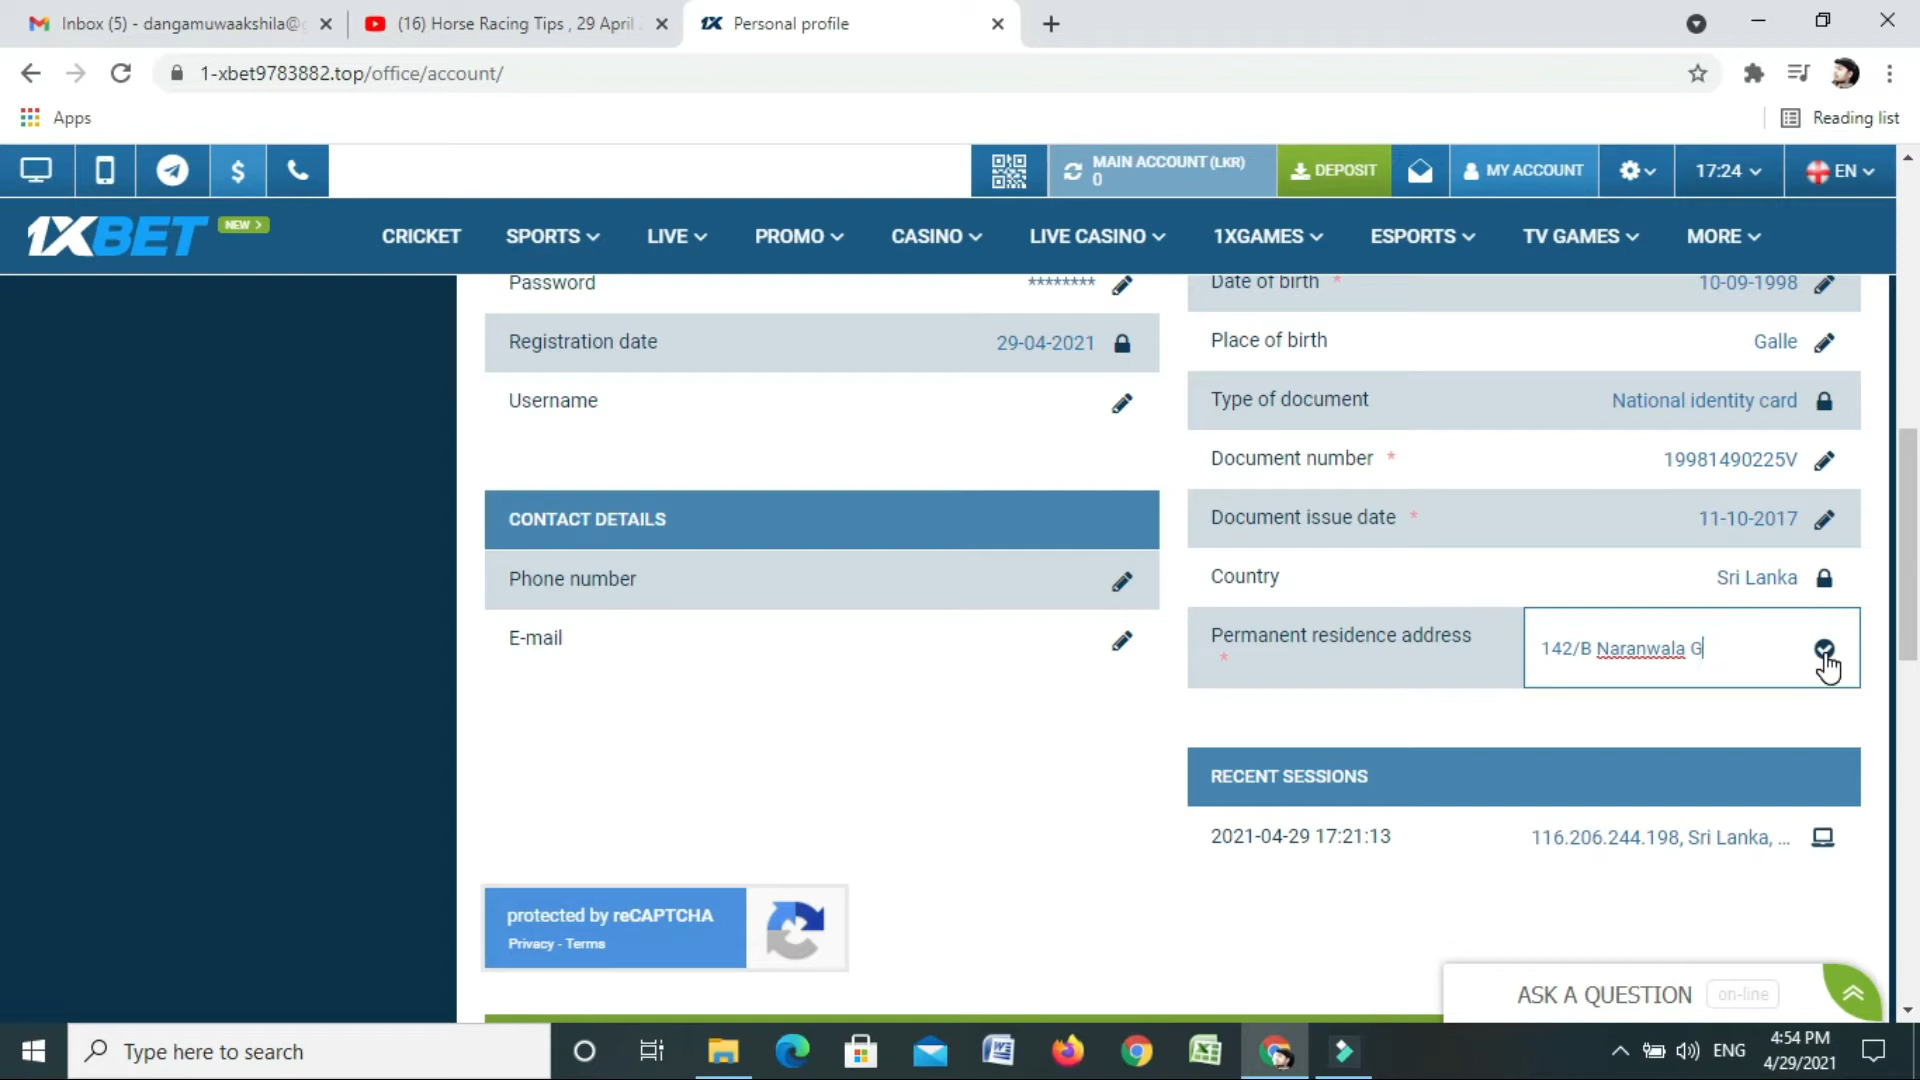 Inbox (5) - dangamuwaakshila@g
(16) Horse Racing Tips , 29 April
1X Personal profile
1-xbet9783882.top/office/account/
Apps
Reading list
MAIN ACCOUNT (LKR)
0
DEPOSIT
MY ACCOUNT
17:24
EN
1XBET
NEW >
CRICKET
SPORTS
LIVE
PROMO
CASINO
LIVE CASINO
1XGAMES
ESPORTS
TV GAMES
MORE
Password
********
Registration date
29-04-2021
Username
CONTACT DETAILS
Phone number
E-mail
Date of birth *
10-09-1998
Place of birth
Galle
Type of document
National identity card
Document number *
19981490225V
Document issue date *
11-10-2017
Country
Sri Lanka
Permanent residence address
*
142/B Naranwala G
RECENT SESSIONS
2021-04-29 17:21:13
116.206.244.198, Sri Lanka, ...
protected by reCAPTCHA
Privacy - Terms
ASK A QUESTION
on-line
Type here to search
ENG
4:54 PM
4/29/2021